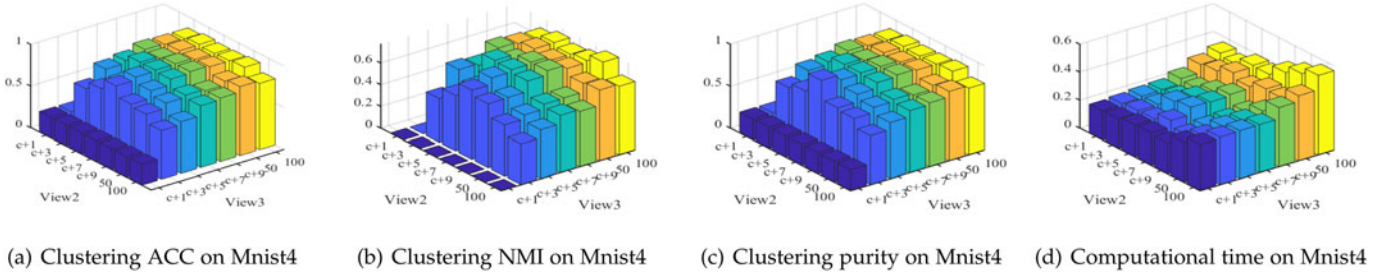 1
0.5
0
c+1
c+3
c+5
c+7
c+9
50
100
View2
c+1
c+3
c+5
c+7
c+9
50
100
View3
(a) Clustering ACC on Mnist4
0.6
0.4
0.2
0
c+1
c+3
c+5
c+7
c+9
50
100
View2
c+1
c+3
c+5
c+7
c+9
50
100
View3
(b) Clustering NMI on Mnist4
1
0.5
0
c+1
c+3
c+5
c+7
c+9
50
100
View2
c+1
c+3
c+5
c+7
c+9
50
100
View3
(c) Clustering purity on Mnist4
0.6
0.4
0.2
0
c+1
c+3
c+5
c+7
c+9
50
100
View2
c+1
c+3
c+5
c+7
c+9
50
100
View3
(d) Computational time on Mnist4